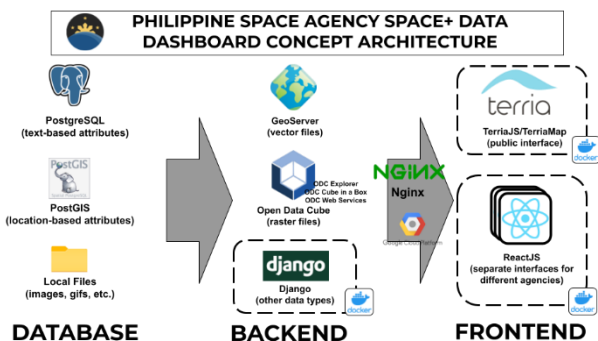 PHILIPPINE SPACE AGENCY SPACE+ DATA
DASHBOARD CONCEPT ARCHITECTURE
PostgreSQL
(text-based attributes)
PostGIS
PostGIS
(location-based attributes)
Local Files
(images, gifs, etc.)
DATABASE
GeoServer
(vector files)
ODC Explorer
ODC Cube in a Box
ODC Web Services
Open Data Cube
(raster files)
django
Django
(other data types)
docker
BACKEND
NGINX
Nginx
Google Cloud Platform
terria
TerriaJS/TerriaMap
(public interface)
docker
ReactJS
(separate interfaces for
different agencies)
docker
FRONTEND